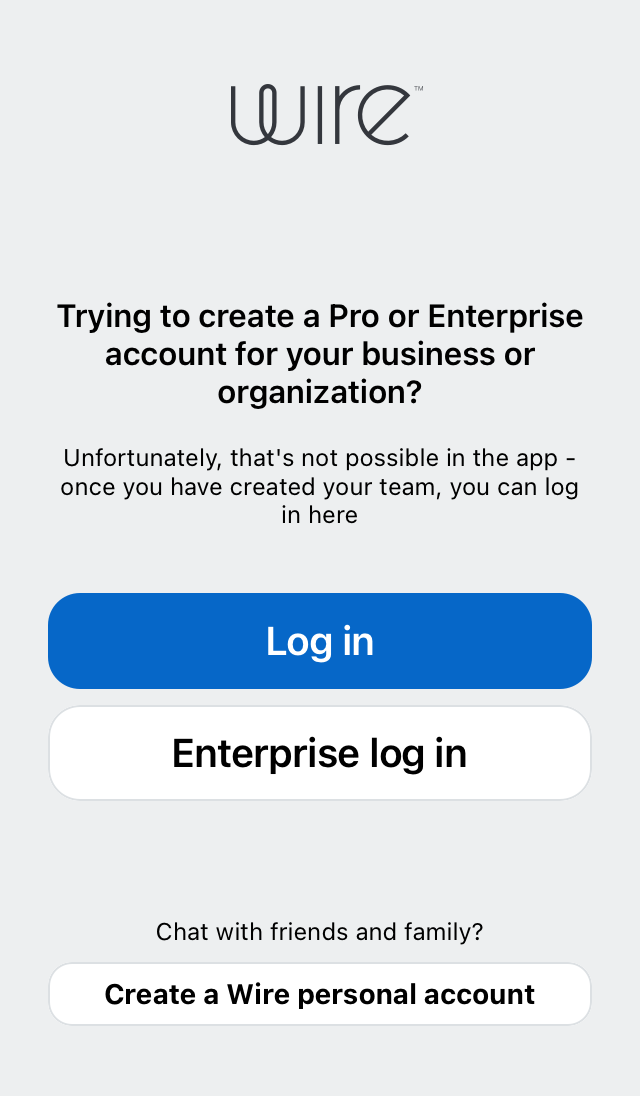 wire™
Trying to create a Pro or Enterprise
account for your business or
organization?
Unfortunately, that's not possible in the app -
once you have created your team, you can log
in here
Log in
Enterprise log in
Chat with friends and family?
Create a Wire personal account